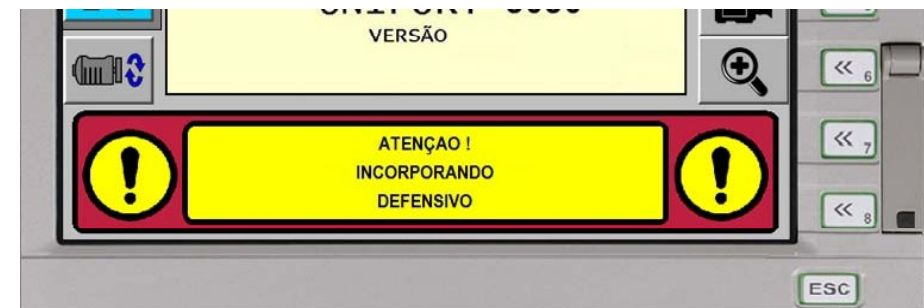 VERSÃO
ATENÇAO !
INCORPORANDO
DEFENSIVO
6
7
8
ESC